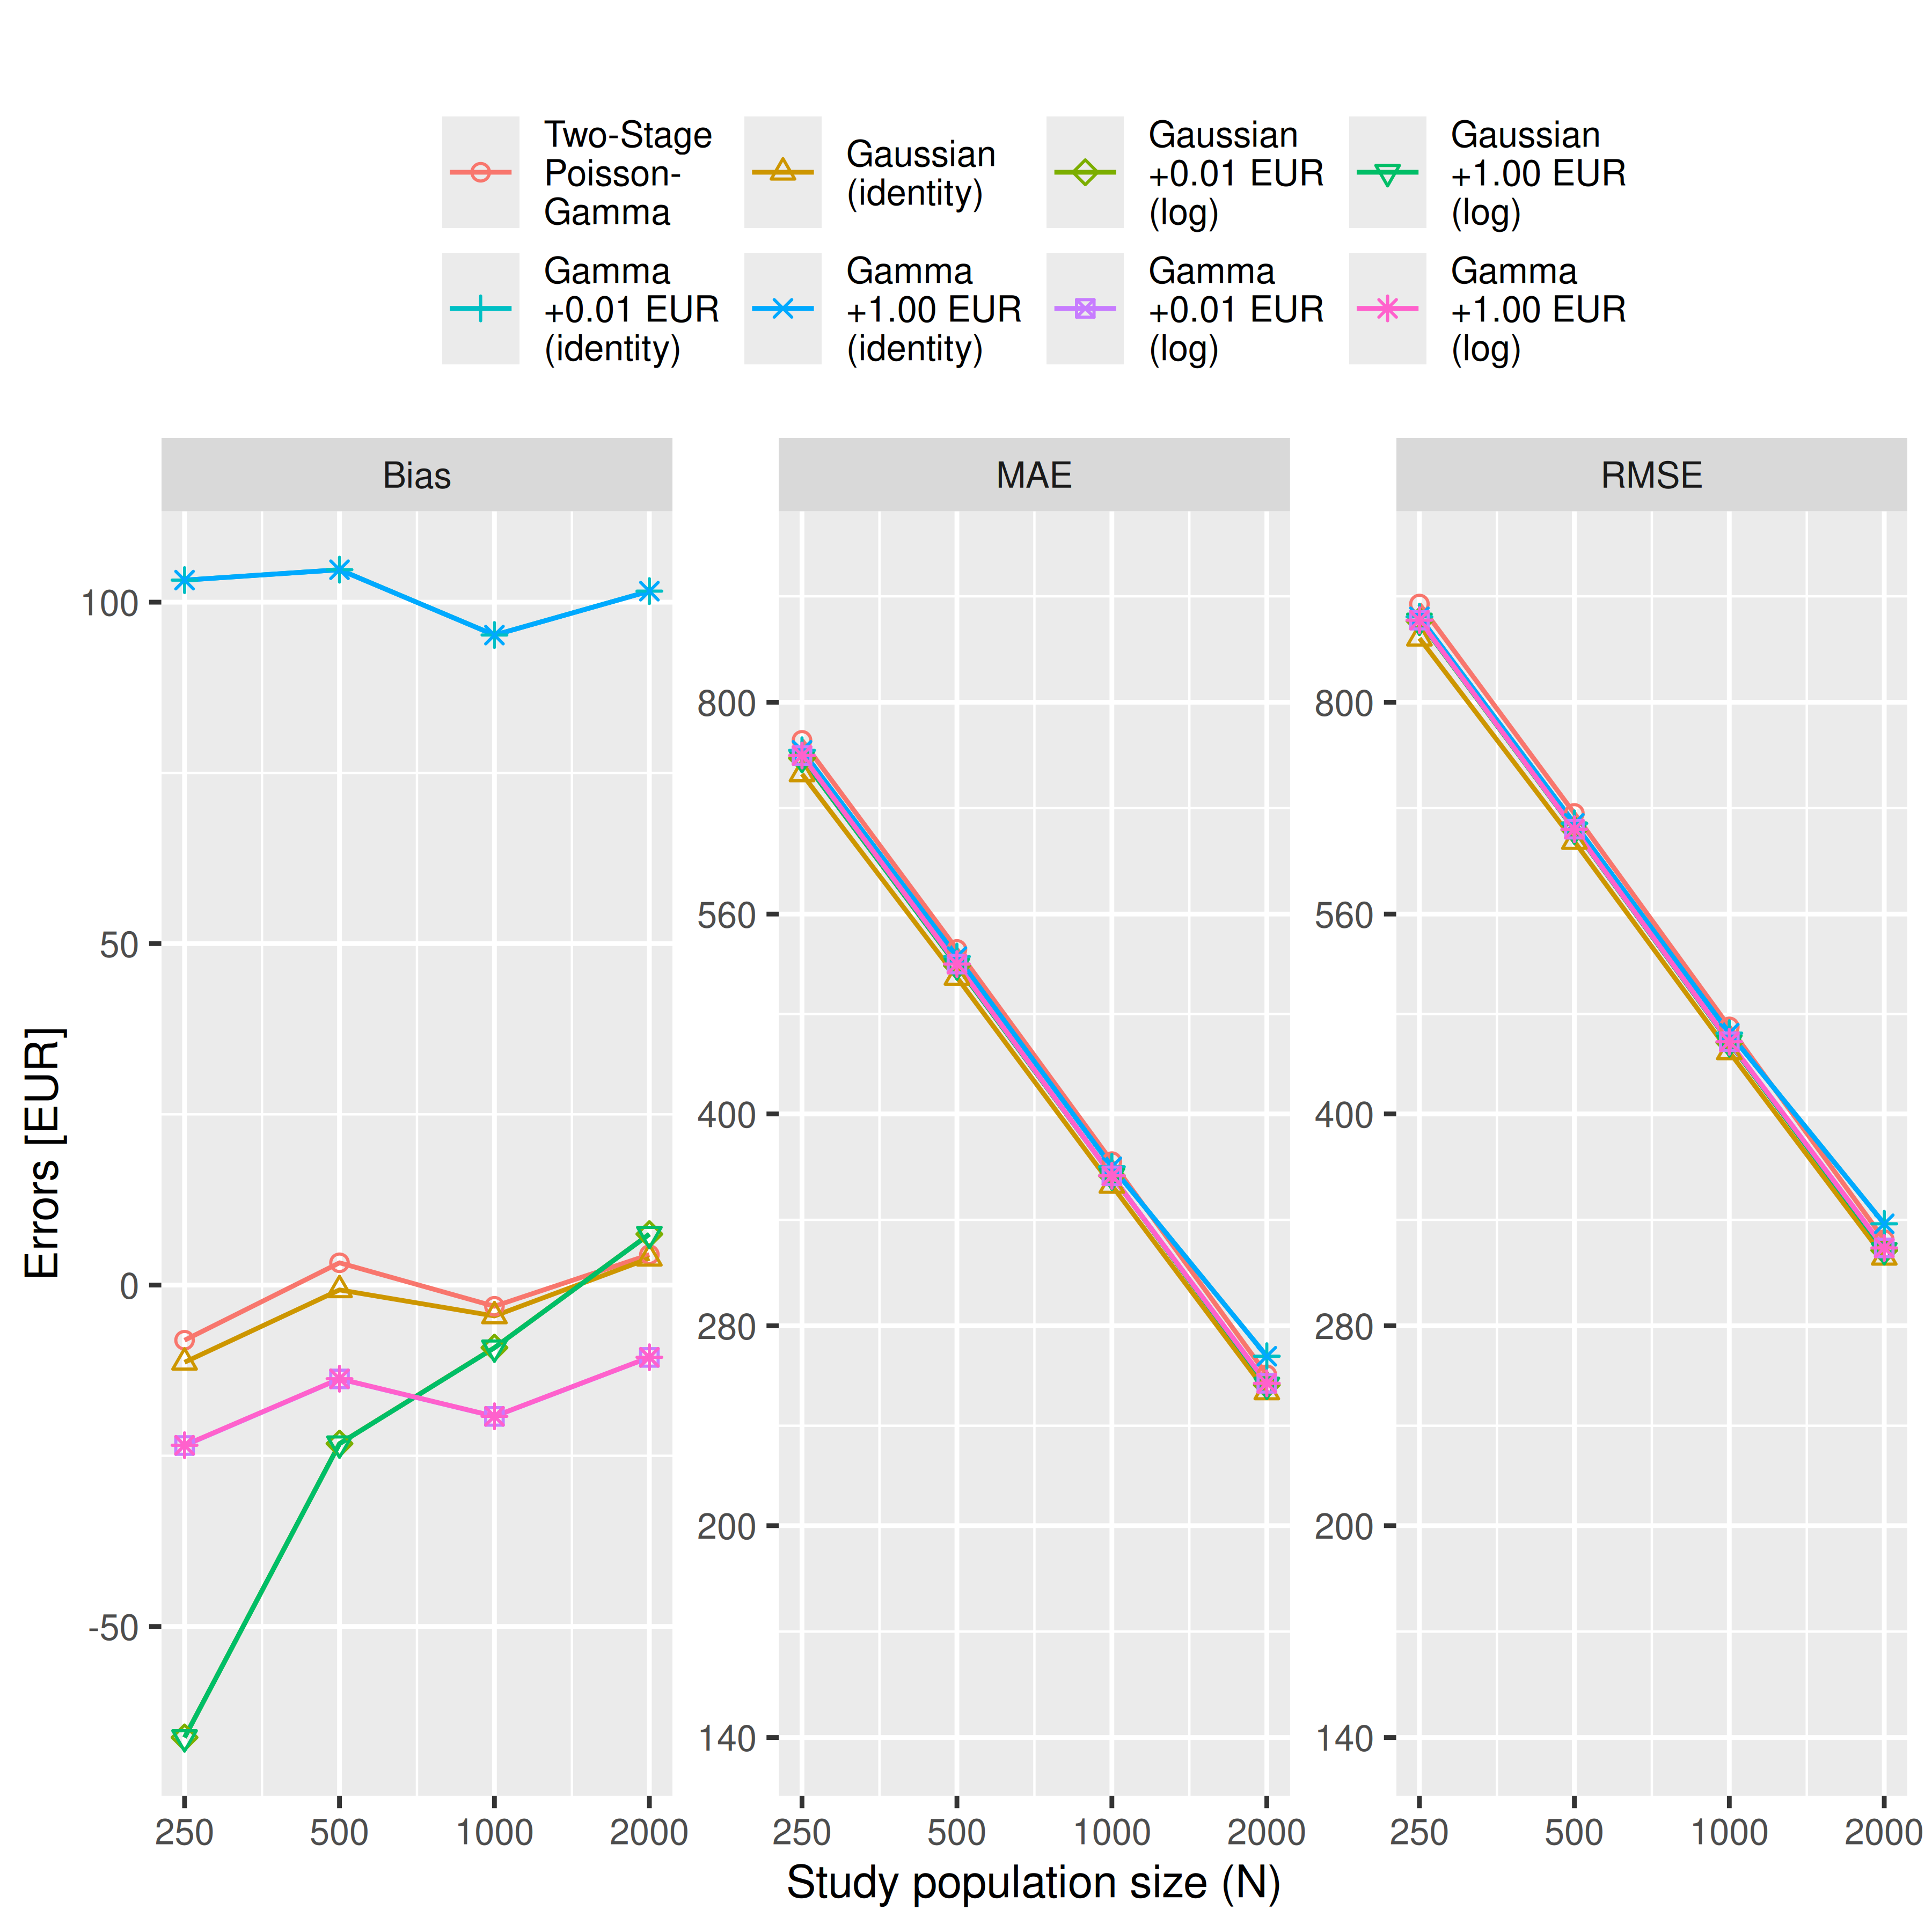 Two-Stage
Poisson-
Gamma
Gaussian
(identity)
Gaussian
+0.01 EUR
(log)
Gaussian
+1.00 EUR
(log)
Gamma
+0.01 EUR
(identity)
Gamma
+1.00 EUR
(identity)
Gamma
+0.01 EUR
(log)
Gamma
+1.00 EUR
(log)
Bias
MAE
RMSE
Errors [EUR]
100
50
0
-50
800
560
400
280
200
140
800
560
400
280
200
140
250 500 1000 2000
250 500 1000 2000
250 500 1000 2000
Study population size (N)